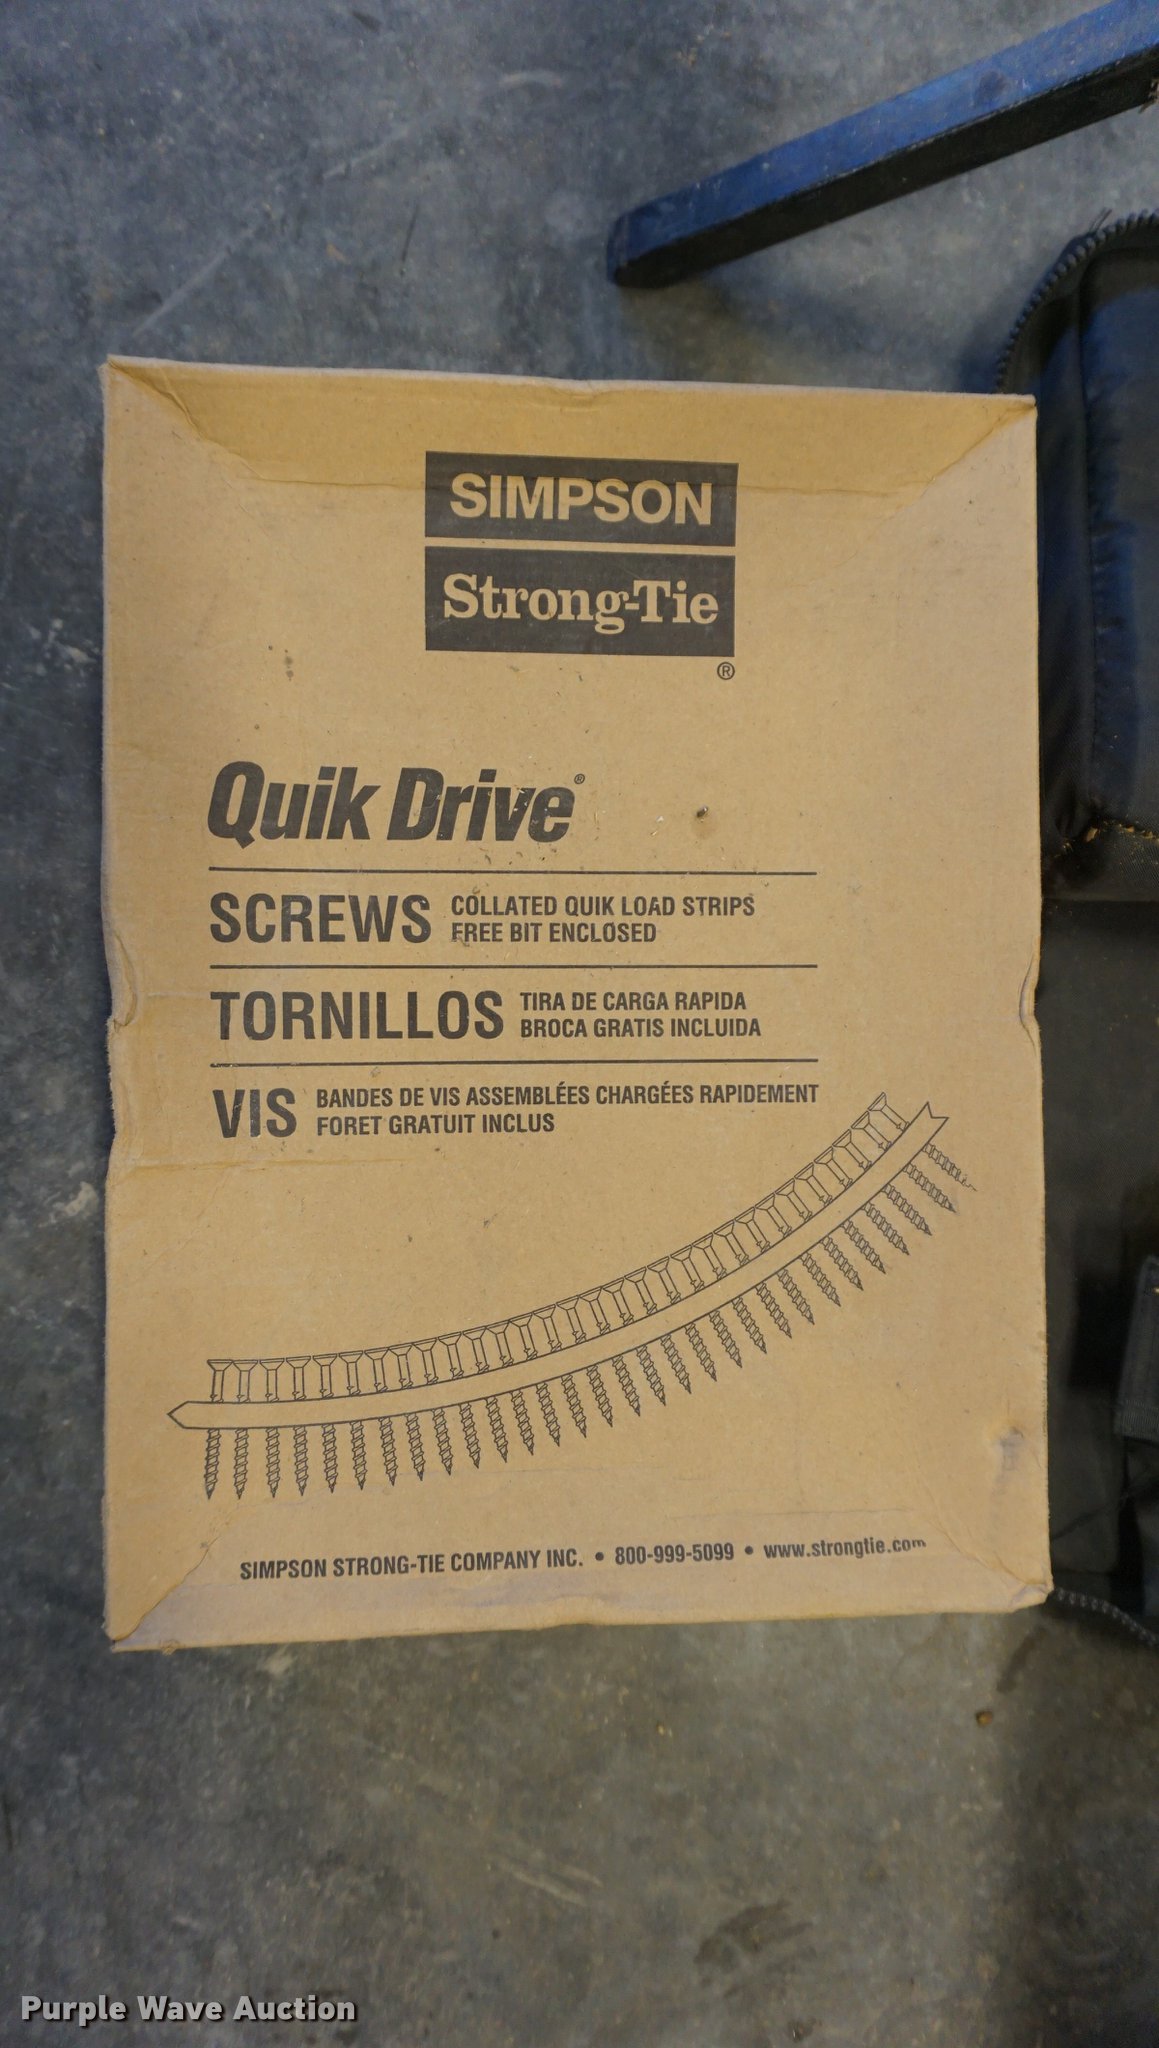 SIMPSON
Strong-Tie
®
Quik Drive®
SCREWS COLLATED QUIK LOAD STRIPS
FREE BIT ENCLOSED
TORNILLOS TIRA DE CARGA RAPIDA
BROCA GRATIS INCLUIDA
VIS BANDES DE VIS ASSEMBLÉES CHARGÉES RAPIDEMENT
FORET GRATUIT INCLUS
SIMPSON STRONG-TIE COMPANY INC. • 800-999-5099 • www.strongtie.com
Purple Wave Auction